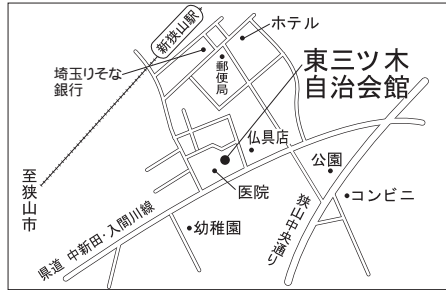 新狭山駅
ホテル
埼玉りそな
銀行
郵便局
東三ツ木
自治会館
仏具店
公園
至狭山市
医院
コンビニ
県道 中新田・入間川線
幼稚園
狭山中央通り